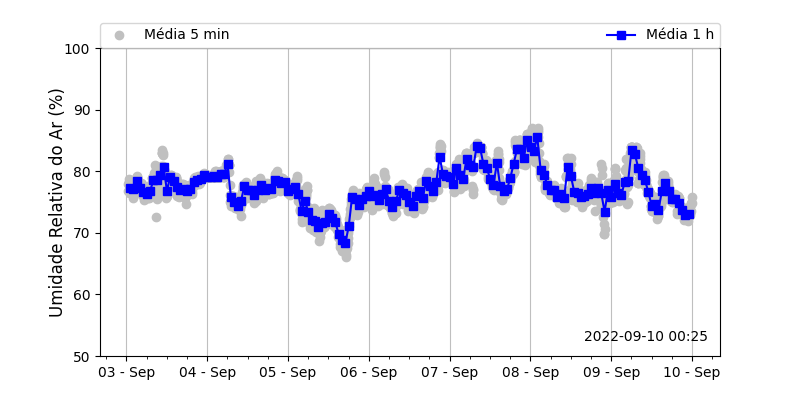 Média 5 min
Média 1 h
Umidade Relativa do Ar (%)
100
90
80
70
60
50
2022-09-10 00:25
03 - Sep
04 - Sep
05 - Sep
06 - Sep
07 - Sep
08 - Sep
09 - Sep
10 - Sep